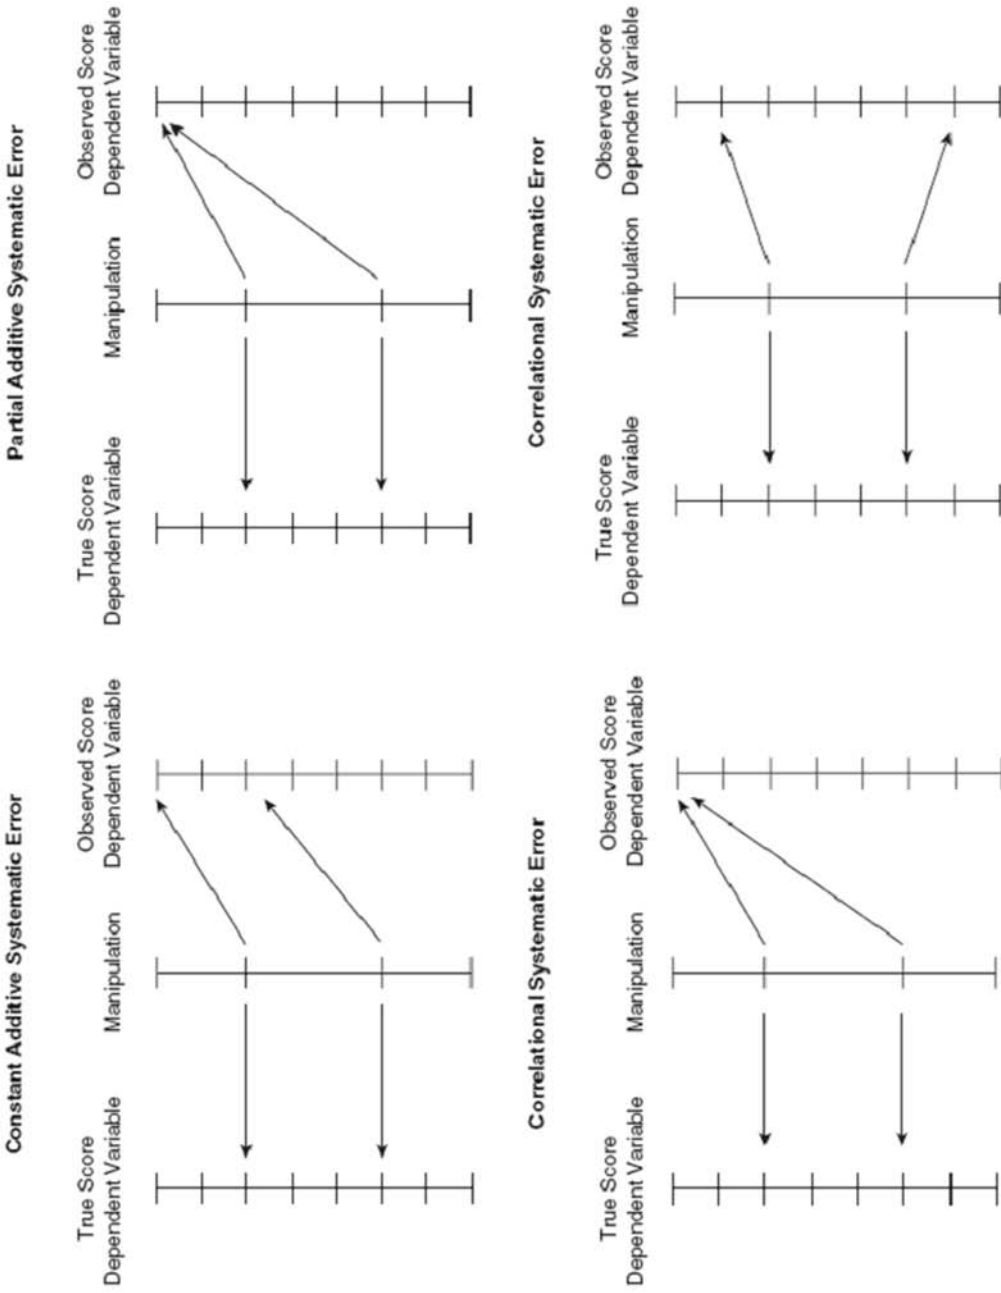 Constant Additive Systematic Error
True Score
Dependent Variable
Manipulation
Observed Score
Dependent Variable
Partial Additive Systematic Error
True Score
Dependent Variable
Manipulation
Observed Score
Dependent Variable
Correlational Systematic Error
True Score
Dependent Variable
Manipulation
Observed Score
Dependent Variable
Correlational Systematic Error
True Score
Dependent Variable
Manipulation
Observed Score
Dependent Variable